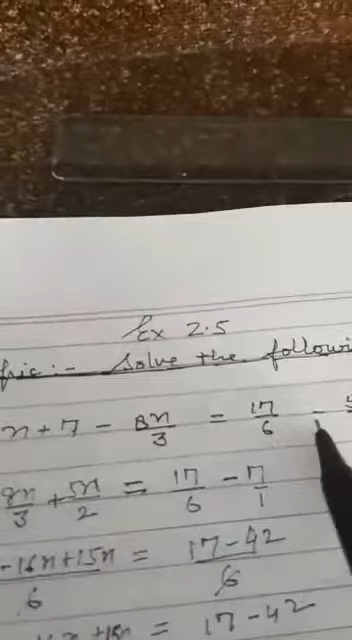 Ex 2.5
Solve the followi
x + 7 - 8x/3 = 17/6 -
8x/3 + 5x/2 = 17/6 - 7/1
-16x+15x/6 = 17-42/6
= 17-42